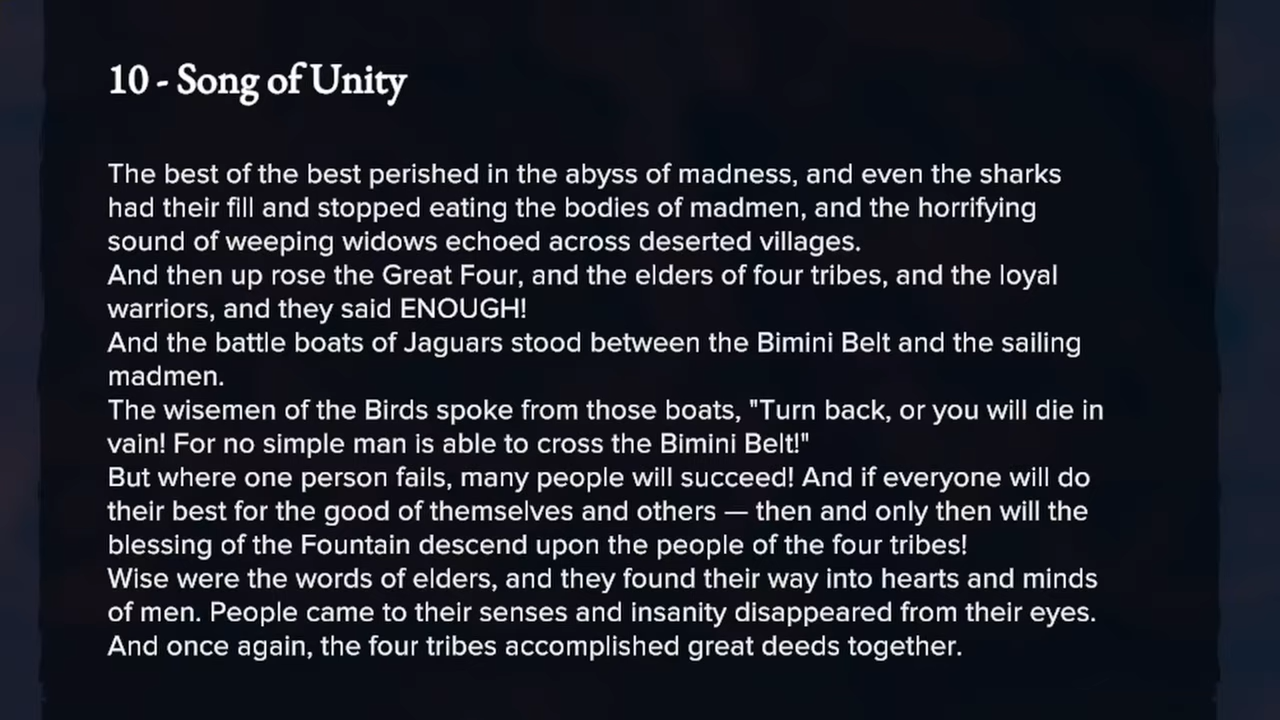 10 - Song of Unity
The best of the best perished in the abyss of madness, and even the sharks
had their fill and stopped eating the bodies of madmen, and the horrifying
sound of weeping widows echoed across deserted villages.
And then up rose the Great Four, and the elders of four tribes, and the loyal
warriors, and they said ENOUGH!
And the battle boats of Jaguars stood between the Bimini Belt and the sailing
madmen.
The wisemen of the Birds spoke from those boats, "Turn back, or you will die in
vain! For no simple man is able to cross the Bimini Belt!"
But where one person fails, many people will succeed! And if everyone will do
their best for the good of themselves and others — then and only then will the
blessing of the Fountain descend upon the people of the four tribes!
Wise were the words of elders, and they found their way into hearts and minds
of men. People came to their senses and insanity disappeared from their eyes.
And once again, the four tribes accomplished great deeds together.